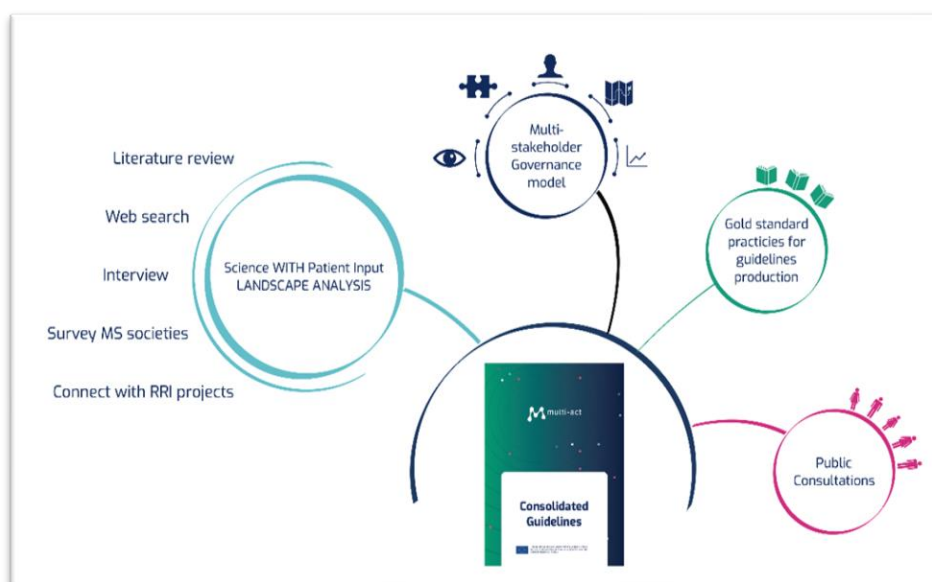 Literature review
Web search
Interview
Survey MS societies
Connect with RRI projects
Science WITH Patient Input
LANDSCAPE ANALYSIS
Multi-
stakeholder
Governance
model
Gold standard
practicies for
guidelines
production
Public
Consultations
multi-act
Consolidated
Guidelines